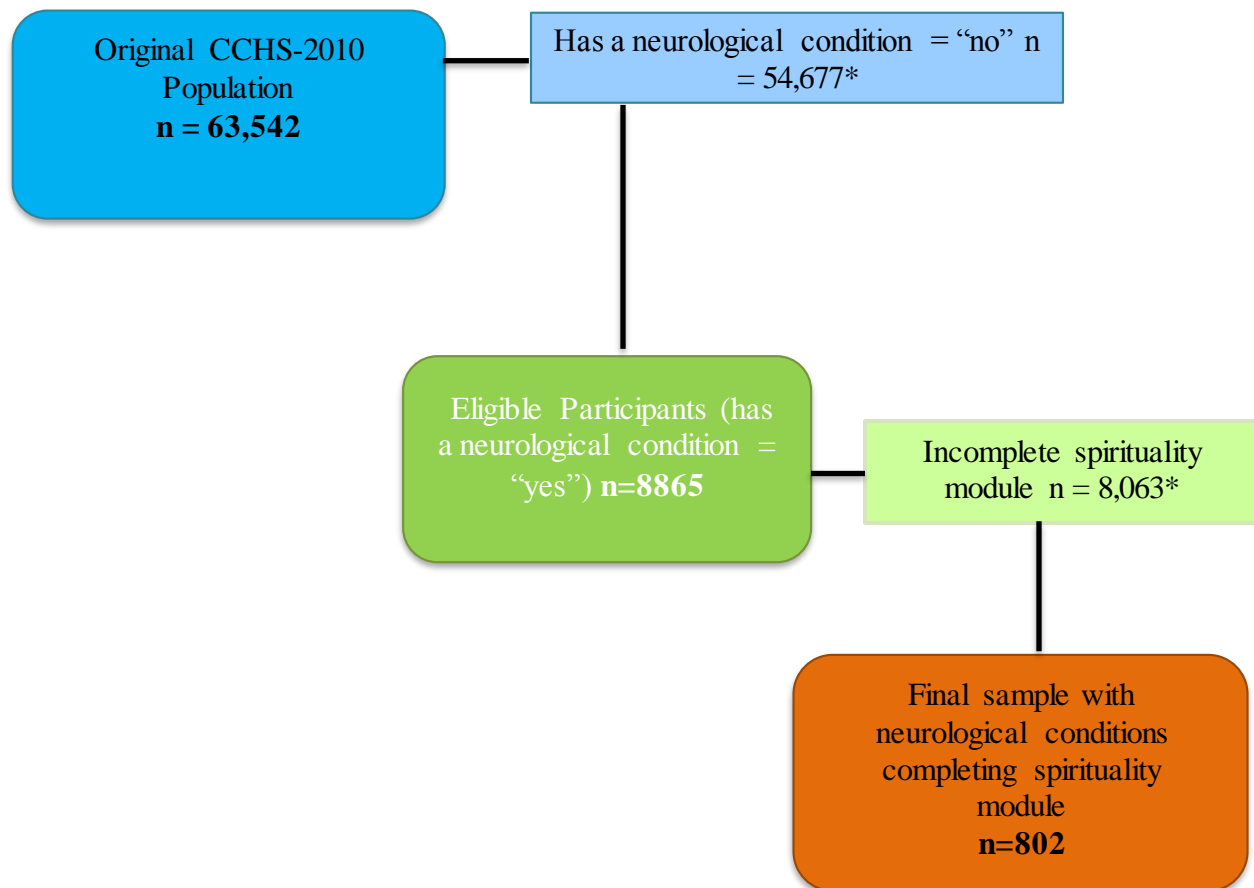 Original CCHS-2010
Population
n = 63,542
Has a neurological condition = “no” n
= 54,677*
Eligible Participants (has
a neurological condition =
“yes”) n=8865
Incomplete spirituality
module n = 8,063*
Final sample with
neurological conditions
completing spirituality
module
n=802